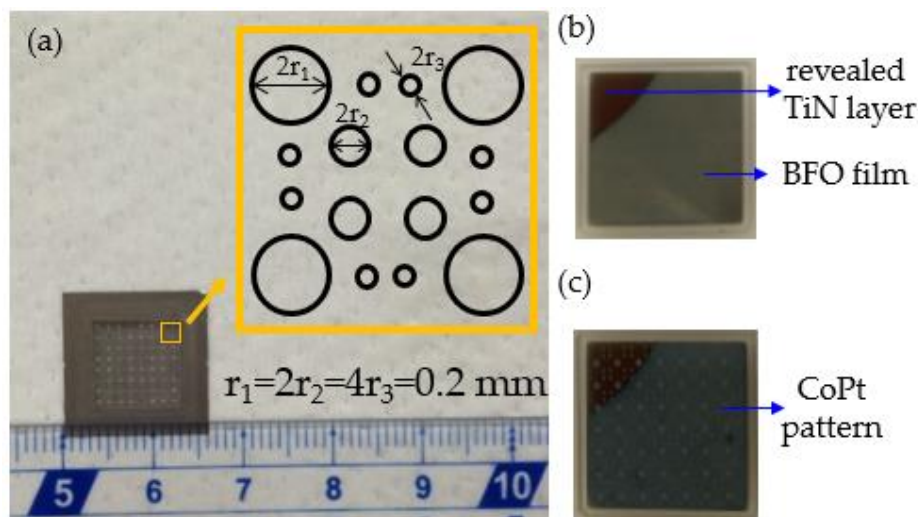 (a)
2r₁
2r₃
2r₂
r₁=2r₂=4r₃=0.2 mm
5 6 7 8 9 10
(b)
revealed
TiN layer
BFO film
(c)
CoPt
pattern